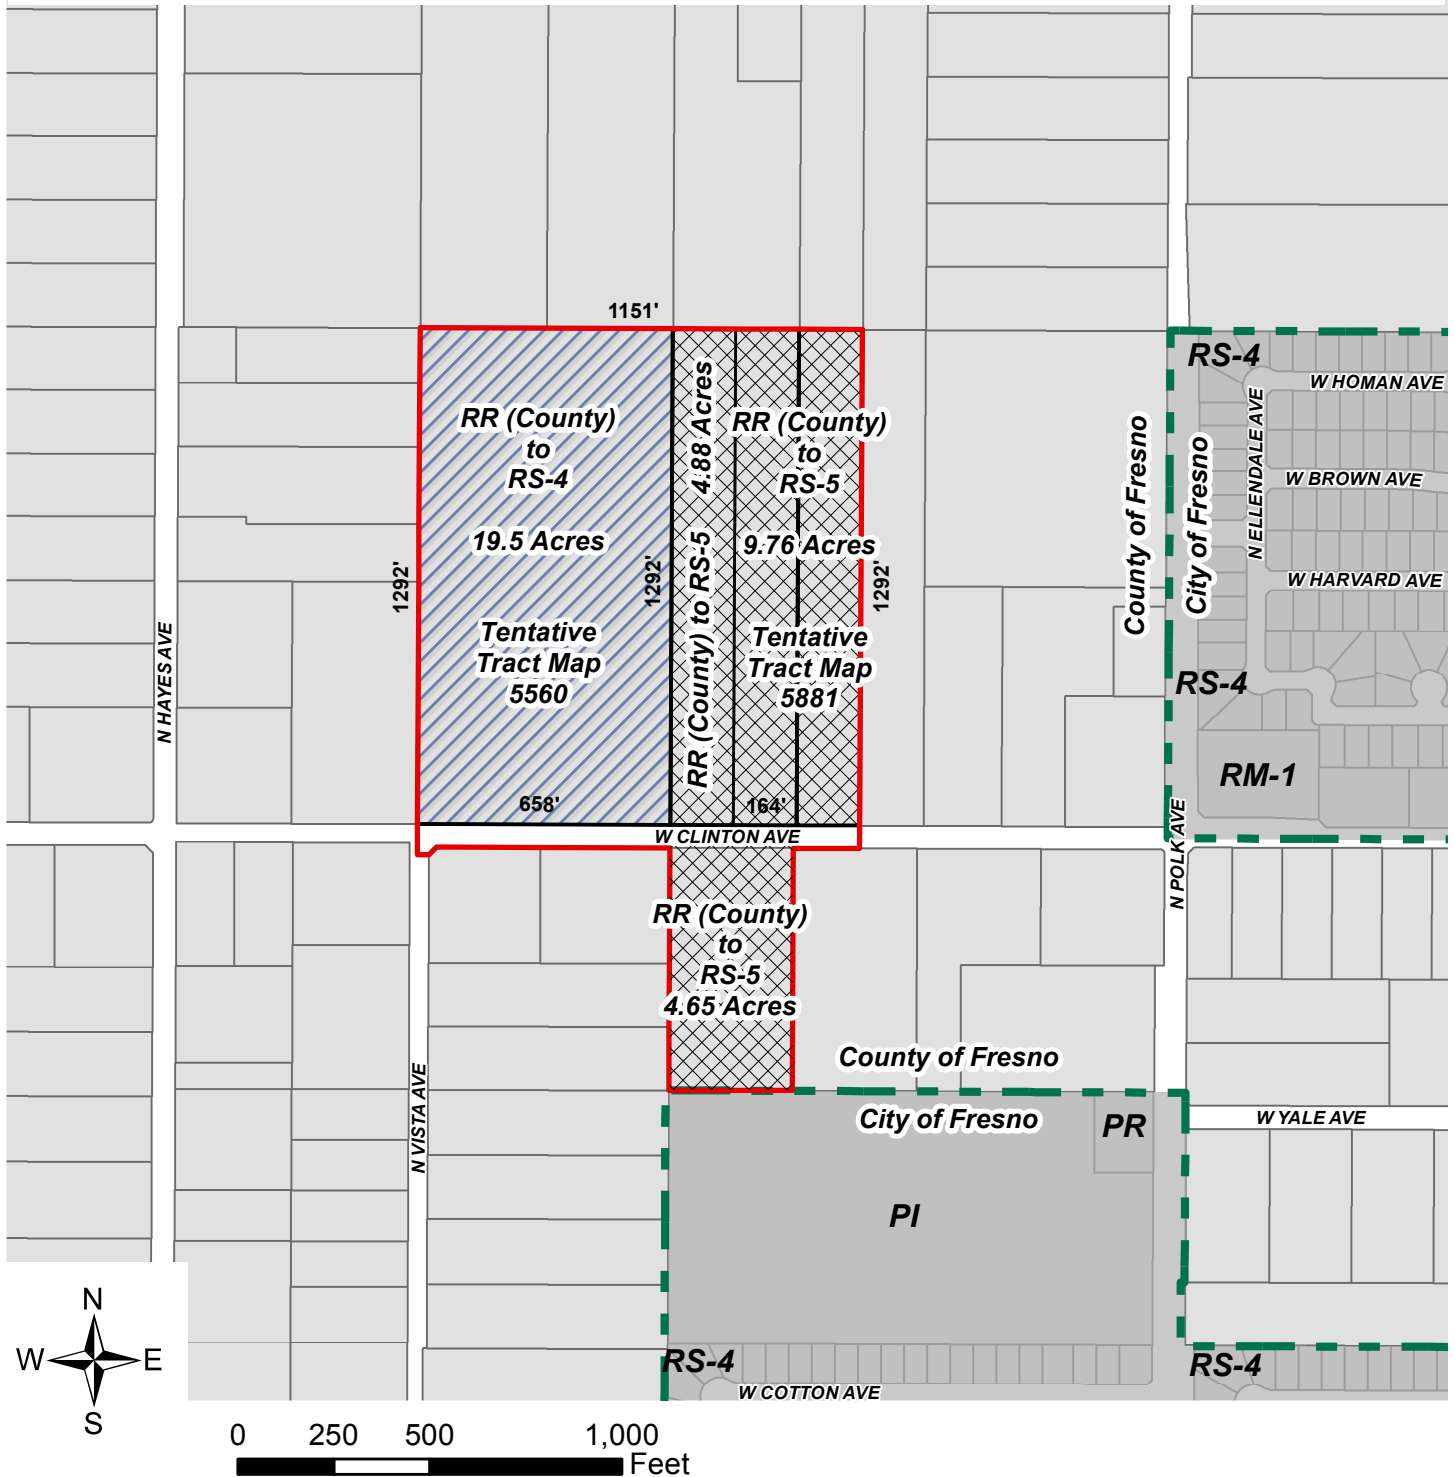 1151'
RR (County)
to
RS-4
19.5 Acres
Tentative
Tract Map
5560
1292'
1292'
658'
RR (County) to RS-5 4.88 Acres
RR (County)
to
RS-5
9.76 Acres
Tentative
Tract Map
5881
1292'
164'
W CLINTON AVE
RR (County)
to
RS-5
4.65 Acres
County of Fresno
City of Fresno
RS-4
W HOMAN AVE
N ELLENDALE AVE
W BROWN AVE
W HARVARD AVE
RS-4
RM-1
N POLK AVE
N HAYES AVE
N VISTA AVE
County of Fresno
City of Fresno
PR
W YALE AVE
PI
RS-4
RS-4
W COTTON AVE
N
W E
S
0 250 500 1,000
Feet